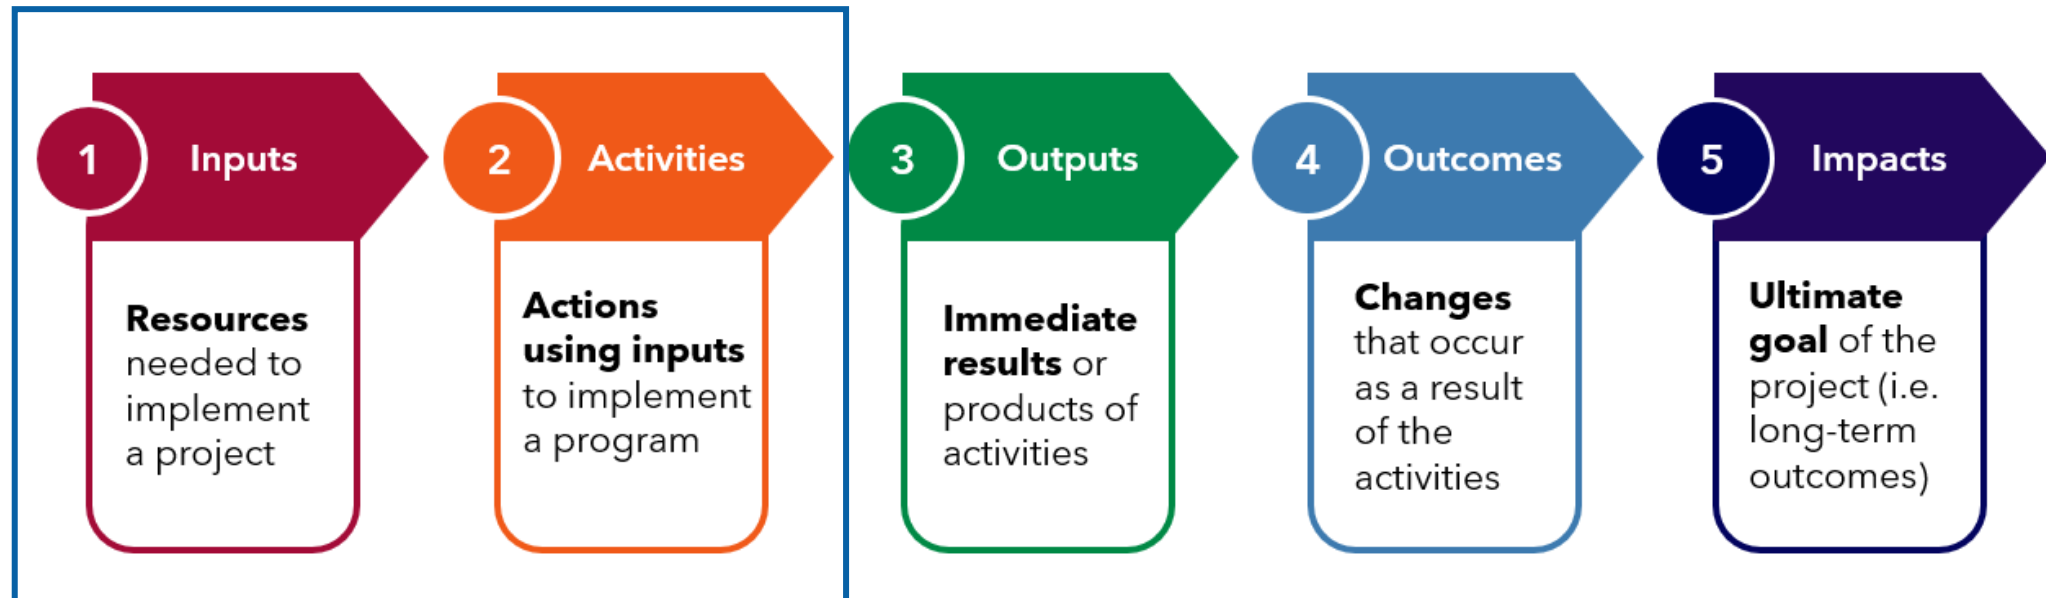 1
Inputs
Resources
needed to
implement
a project
2
Activities
Actions
using inputs
to implement
a program
3
Outputs
Immediate
results or
products of
activities
4
Outcomes
Changes
that occur
as a result
of the
activities
5
Impacts
Ultimate
goal of the
project (i.e.
long-term
outcomes)